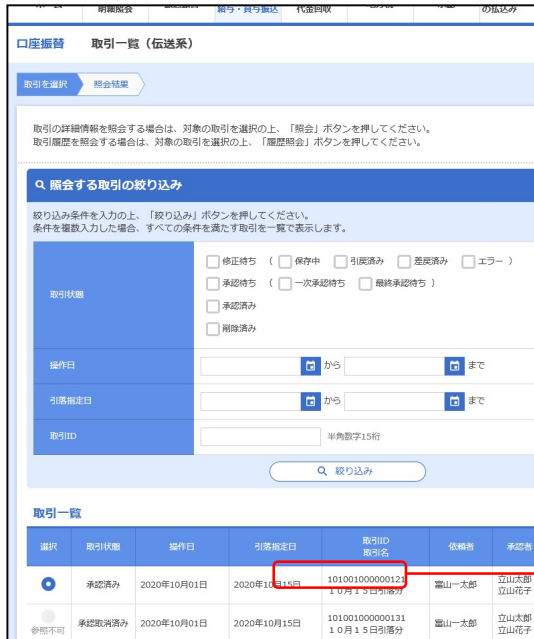 明細照会
給与・賞与振込
代金回収
の払込み
口座振替 取引一覧(伝送系)
取引を選択 照会結果
取引の詳細情報を照会する場合は、対象の取引を選択の上、「照会」ボタンを押してください。
取引履歴を照会する場合は、対象の取引を選択の上、「履歴照会」ボタンを押してください。
照会する取引の絞り込み
絞り込み条件を入力の上、「絞り込み」ボタンを押してください。
条件を複数入力した場合、すべての条件を満たす取引を一覧で表示します。
取引状態
修正待ち ( 保存中 引戻済み 差戻済み エラー )
承認待ち ( 一次承認待ち 最終承認待ち )
承認済み
削除済み
操作日 から まで
引落指定日 から まで
取引ID 半角数字15桁
絞り込み
取引一覧
選択 取引状態 操作日 引落指定日 取引ID 依頼者 承認者
取引名
承認済み 2020年10月01日 2020年10月15日 101001000000121 富山一太郎 立山太郎
10月15日引落分 立山花子
承認取消済み 2020年10月01日 2020年10月15日 101001000000131 富山一太郎 立山太郎
参照不可 10月15日引落分 立山花子